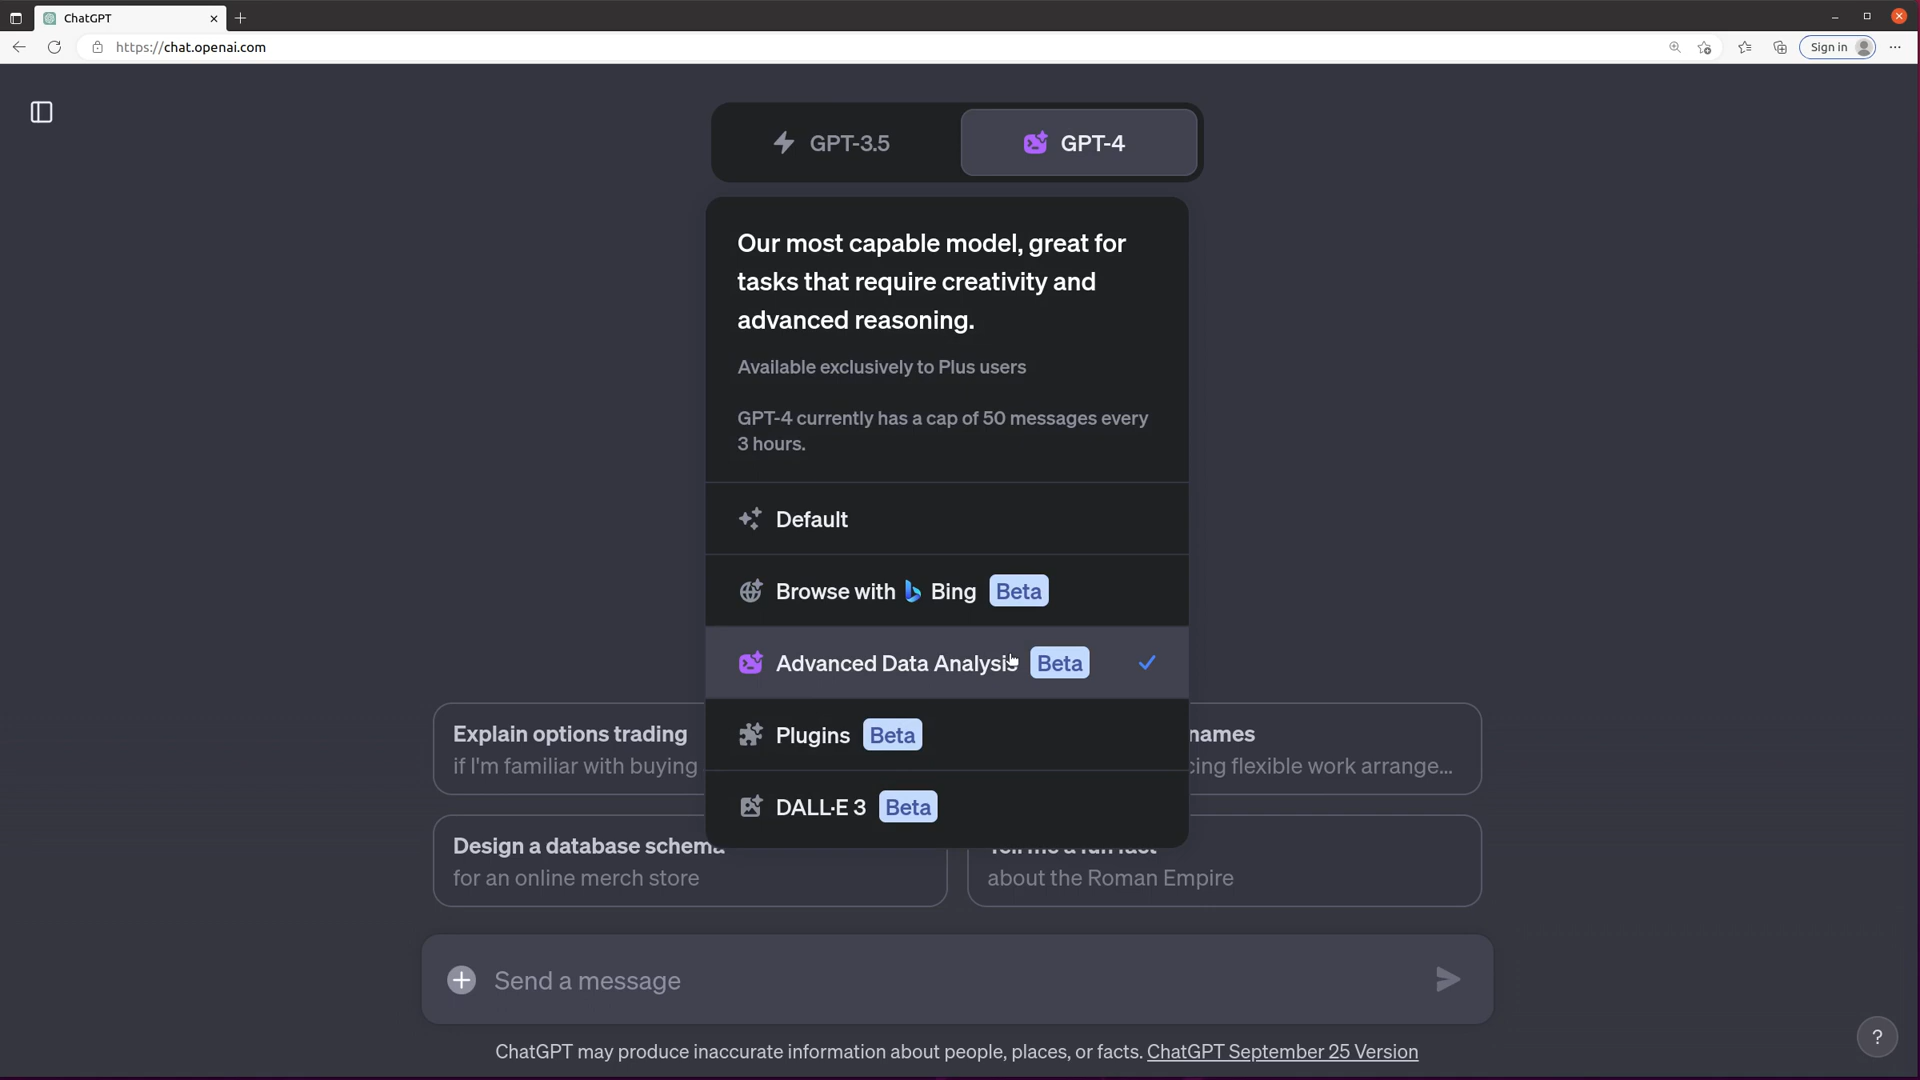 ChatGPT
https://chat.openai.com
Sign in
GPT-3.5
GPT-4
Our most capable model, great for
tasks that require creativity and
advanced reasoning.
Available exclusively to Plus users
GPT-4 currently has a cap of 50 messages every
3 hours.
Default
Browse with Bing Beta
Advanced Data Analysis Beta
Plugins Beta
DALL·E 3 Beta
Explain options trading
if I'm familiar with buying
names
cing flexible work arrange...
Design a database schema
for an online merch store
Tell me a fun fact
about the Roman Empire
Send a message
ChatGPT may produce inaccurate information about people, places, or facts. ChatGPT September 25 Version
?